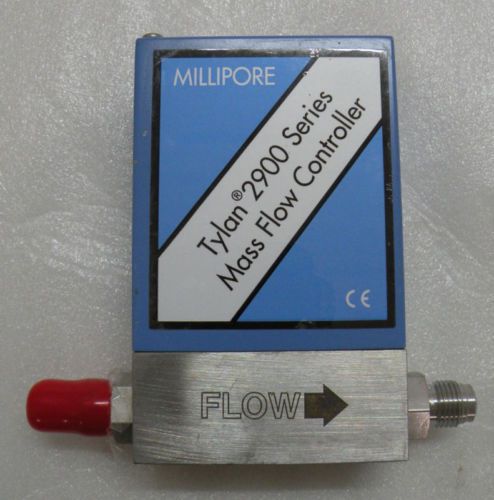 MILLIPORE
Tylan® 2900 Series
Mass Flow Controller
CE
FLOW